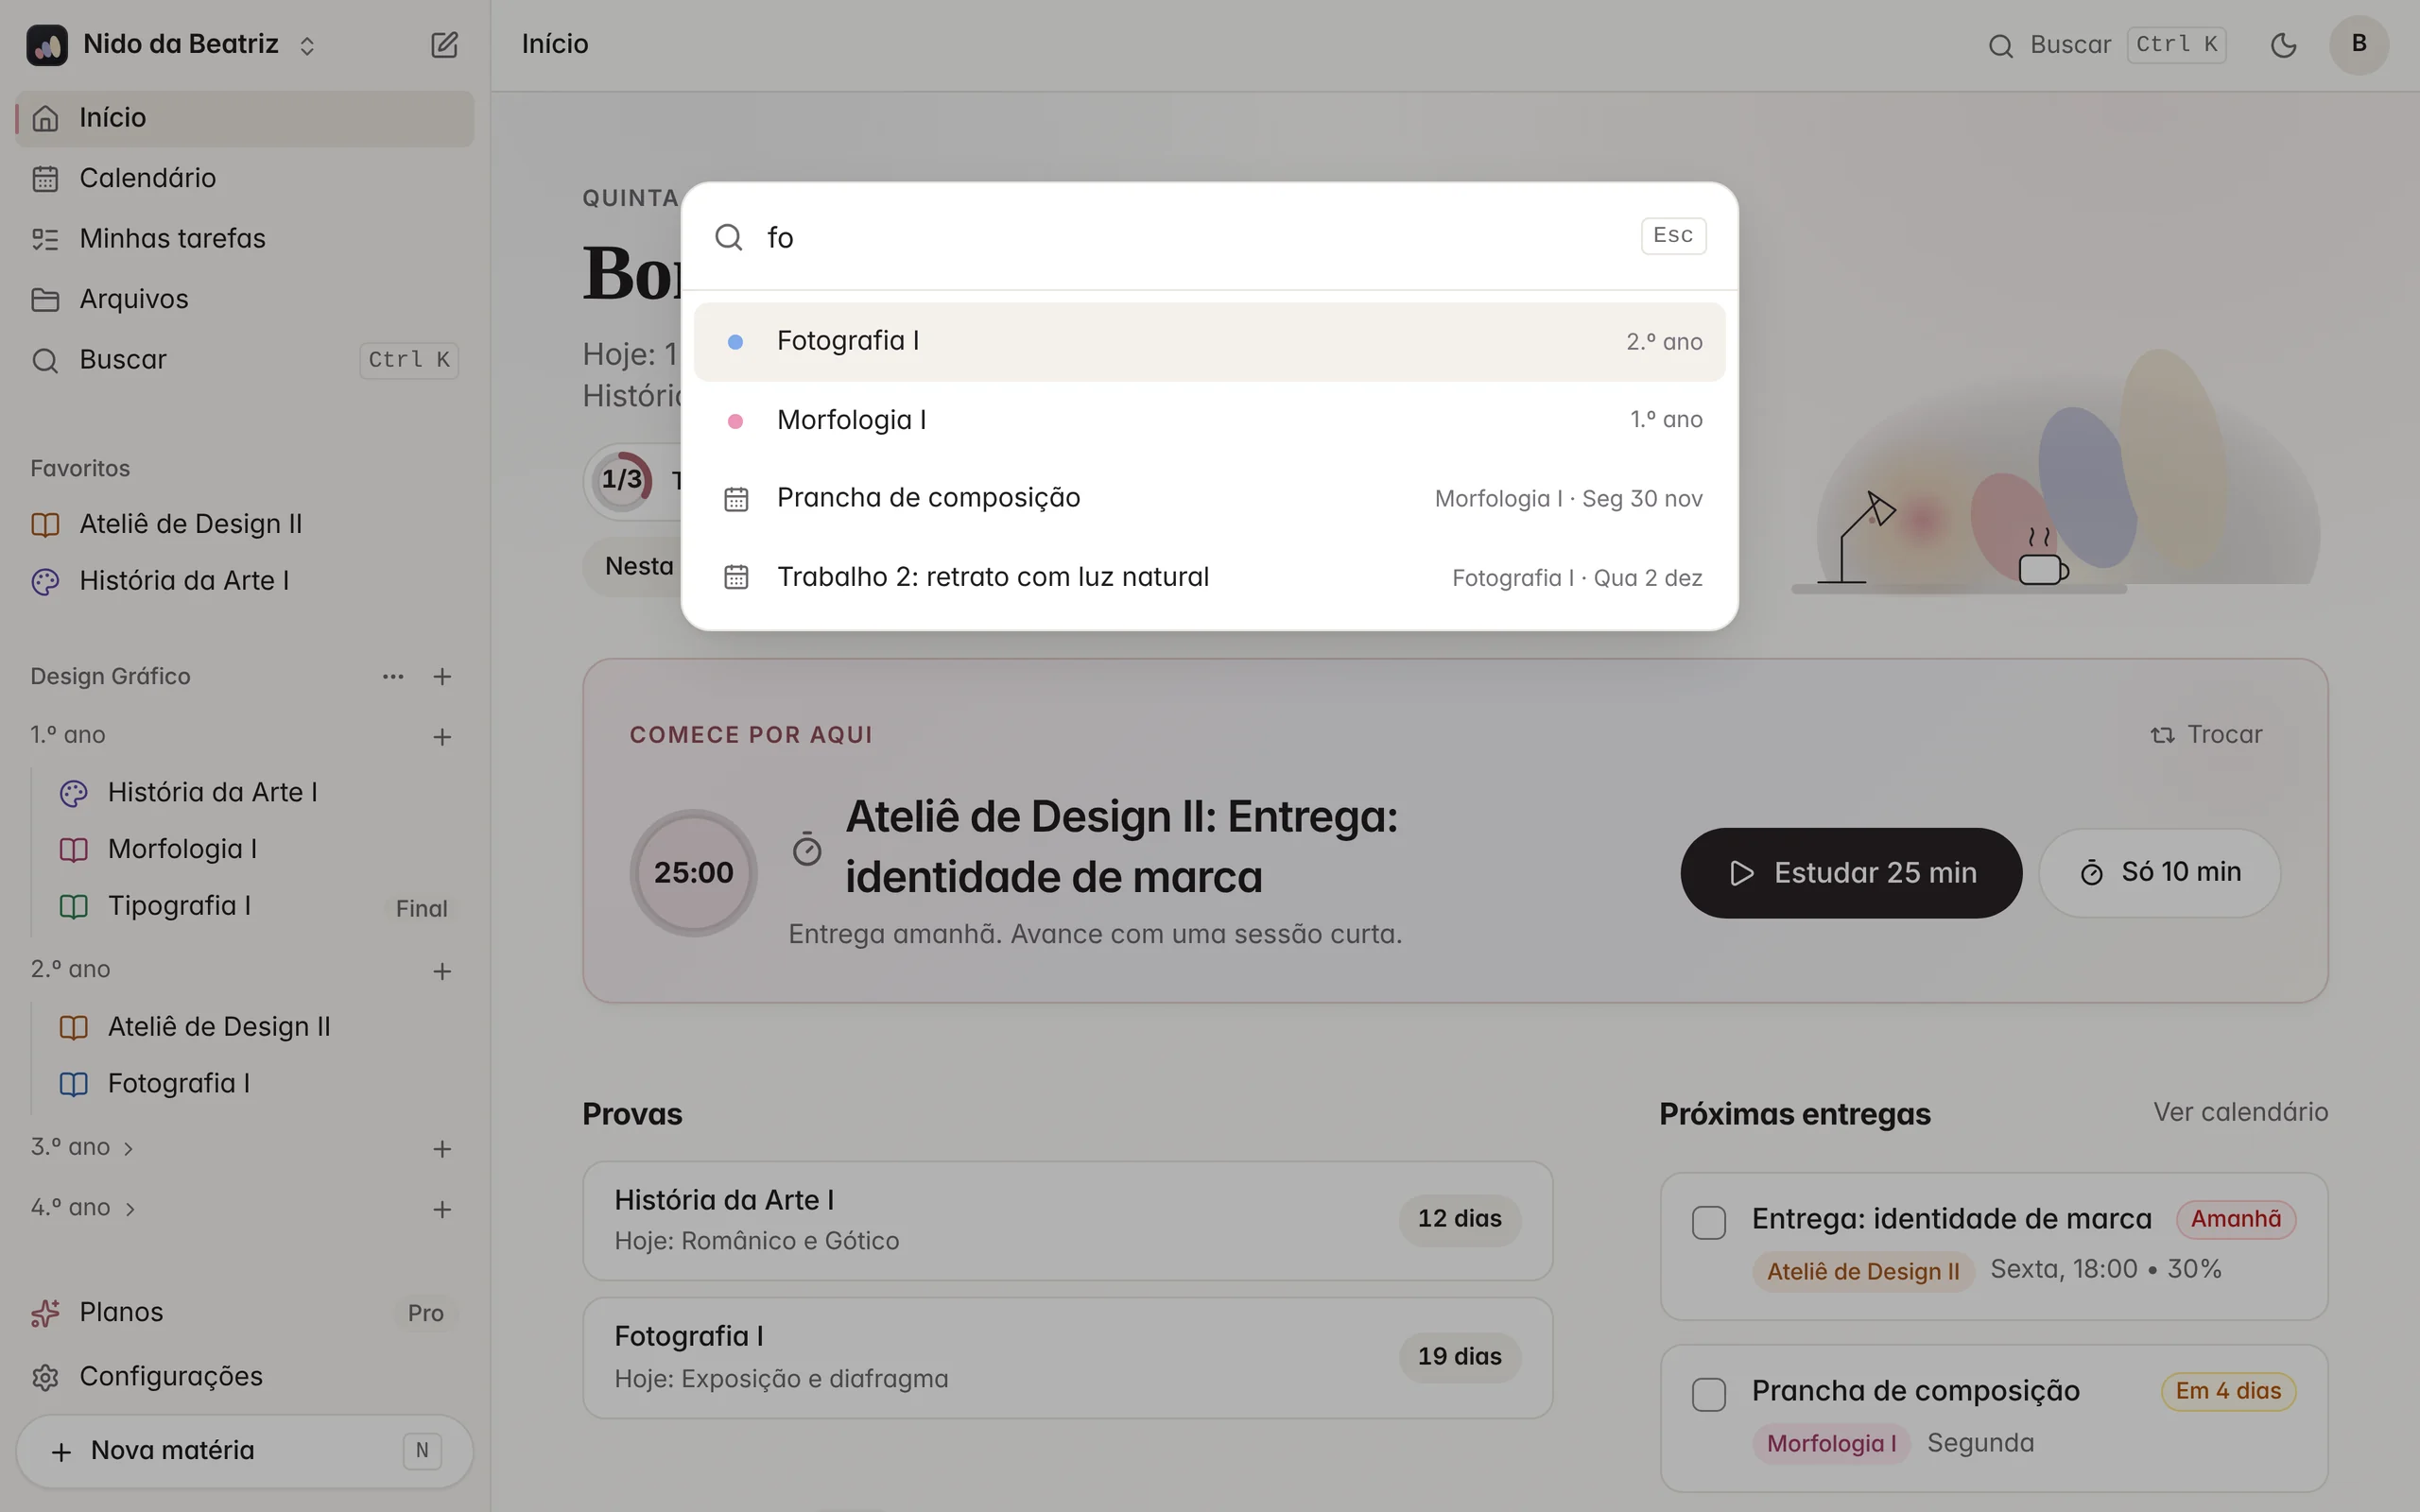 Nido da Beatriz
Início
Calendário
Minhas tarefas
Arquivos
Buscar Ctrl K
Favoritos
Ateliê de Design II
História da Arte I
Design Gráfico
1.º ano
História da Arte I
Morfologia I
Tipografia I Final
2.º ano
Ateliê de Design II
Fotografia I
3.º ano
4.º ano
Planos Pro
Configurações
Nova matéria N
Início
Buscar Ctrl K
B
QUINTA
Hoje: 1
1/3
Nesta
fo Esc
Fotografia I 2.º ano
Morfologia I 1.º ano
Prancha de composição Morfologia I · Seg 30 nov
Trabalho 2: retrato com luz natural Fotografia I · Qua 2 dez
COMECE POR AQUI
Trocar
25:00
Ateliê de Design II: Entrega:
identidade de marca
Entrega amanhã. Avance com uma sessão curta.
Estudar 25 min
Só 10 min
Provas
História da Arte I
Hoje: Românico e Gótico
12 dias
Fotografia I
Hoje: Exposição e diafragma
19 dias
Próximas entregas
Ver calendário
Entrega: identidade de marca Amanhã
Ateliê de Design II Sexta, 18:00 • 30%
Prancha de composição Em 4 dias
Morfologia I Segunda